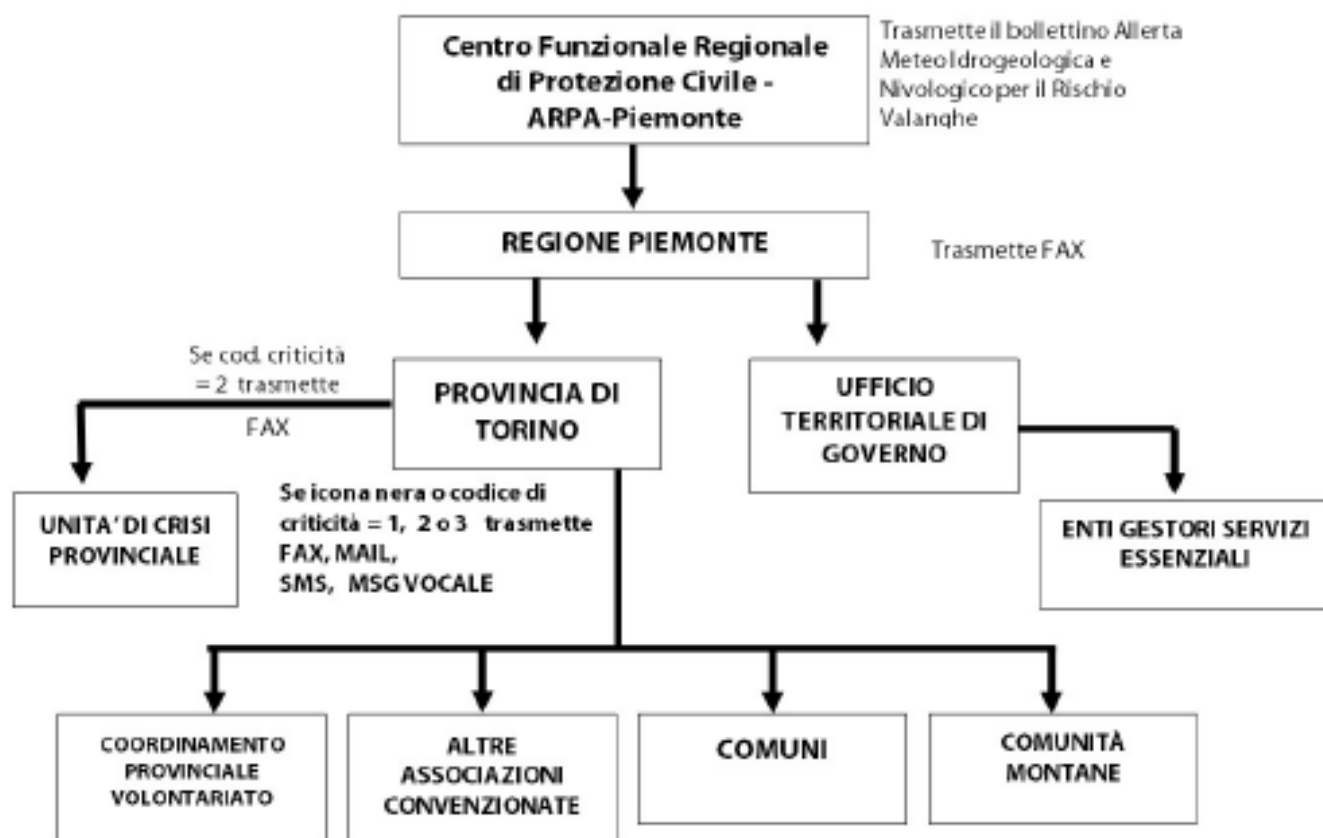 Centro Funzionale Regionale
di Protezione Civile -
ARPA-Piemonte
Trasmette il bollettino Allerta
Meteo Idrogeologica e
Nivologico per il Rischio
Valanghe
REGIONE PIEMONTE
Trasmette FAX
Se cod. criticità
= 2 trasmette
FAX
PROVINCIA DI
TORINO
UFFICIO
TERRITORIALE DI
GOVERNO
UNITA' DI CRISI
PROVINCIALE
Se icona nera o codice di
criticità = 1, 2 o 3 trasmette
FAX, MAIL,
SMS, MSG VOCALE
ENTI GESTORI SERVIZI
ESSENZIALI
COORDINAMENTO
PROVINCIALE
VOLONTARIATO
ALTRE
ASSOCIAZIONI
CONVENZIONATE
COMUNI
COMUNITÀ
MONTANE